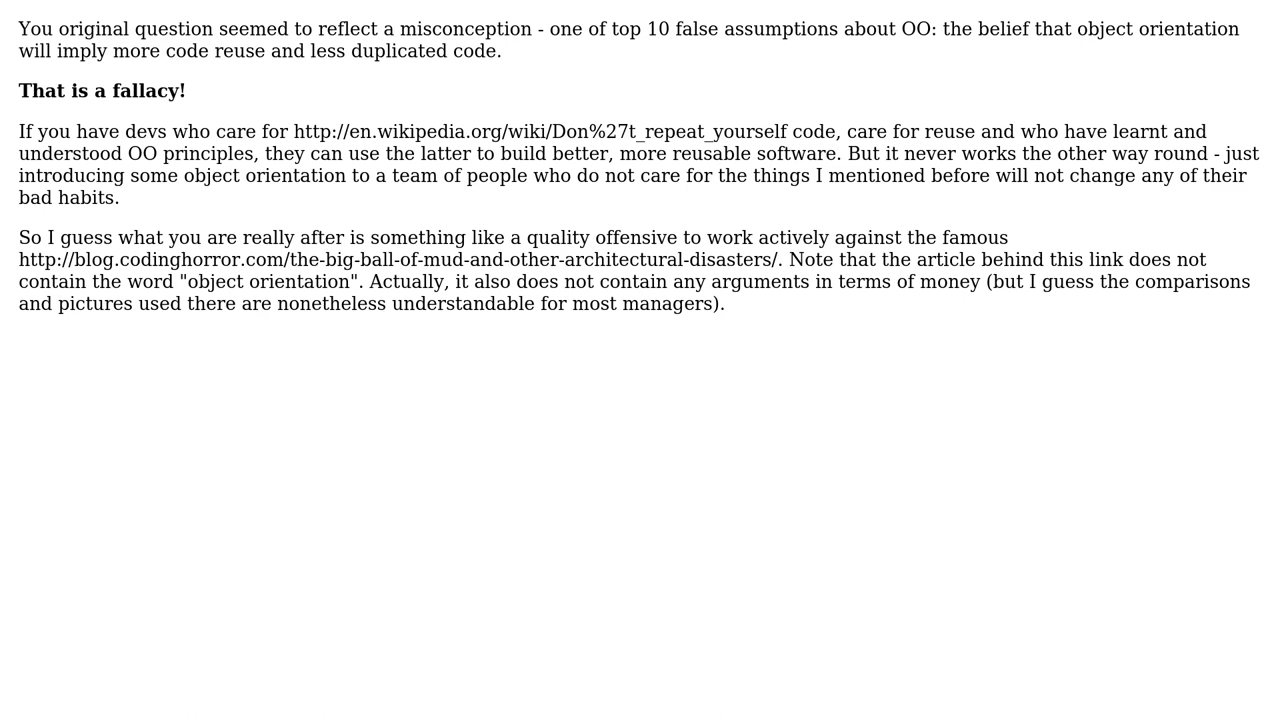 You original question seemed to reflect a misconception - one of top 10 false assumptions about OO: the belief that object orientation
will imply more code reuse and less duplicated code.
That is a fallacy!
If you have devs who care for http://en.wikipedia.org/wiki/Don%27t_repeat_yourself code, care for reuse and who have learnt and
understood OO principles, they can use the latter to build better, more reusable software. But it never works the other way round - just
introducing some object orientation to a team of people who do not care for the things I mentioned before will not change any of their
bad habits.
So I guess what you are really after is something like a quality offensive to work actively against the famous
http://blog.codinghorror.com/the-big-ball-of-mud-and-other-architectural-disasters/. Note that the article behind this link does not
contain the word "object orientation". Actually, it also does not contain any arguments in terms of money (but I guess the comparisons
and pictures used there are nonetheless understandable for most managers).